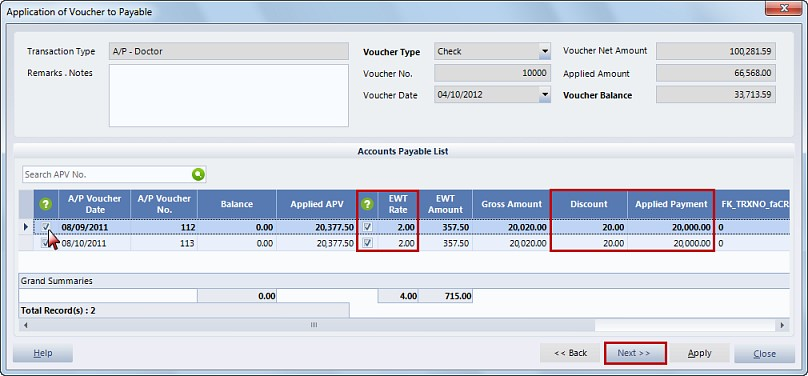 Application of Voucher to Payable
Transaction Type A/P - Doctor Voucher Type Check Voucher Net Amount 100,281.59
Remarks . Notes Voucher No. 10000 Applied Amount 66,568.00
Voucher Date 04/10/2012 Voucher Balance 33,713.59
Accounts Payable List
Search APV No.
A/P Voucher Date A/P Voucher No. Balance Applied APV EWT Rate EWT Amount Gross Amount Discount Applied Payment FK_TRXNO_faCR
08/09/2011 112 0.00 20,377.50 2.00 357.50 20,020.00 20.00 20,000.00 0
08/10/2011 113 0.00 20,377.50 2.00 357.50 20,020.00 20.00 20,000.00 0
Grand Summaries
0.00 4.00 715.00
Total Record(s) : 2
Help << Back Next >> Apply Close